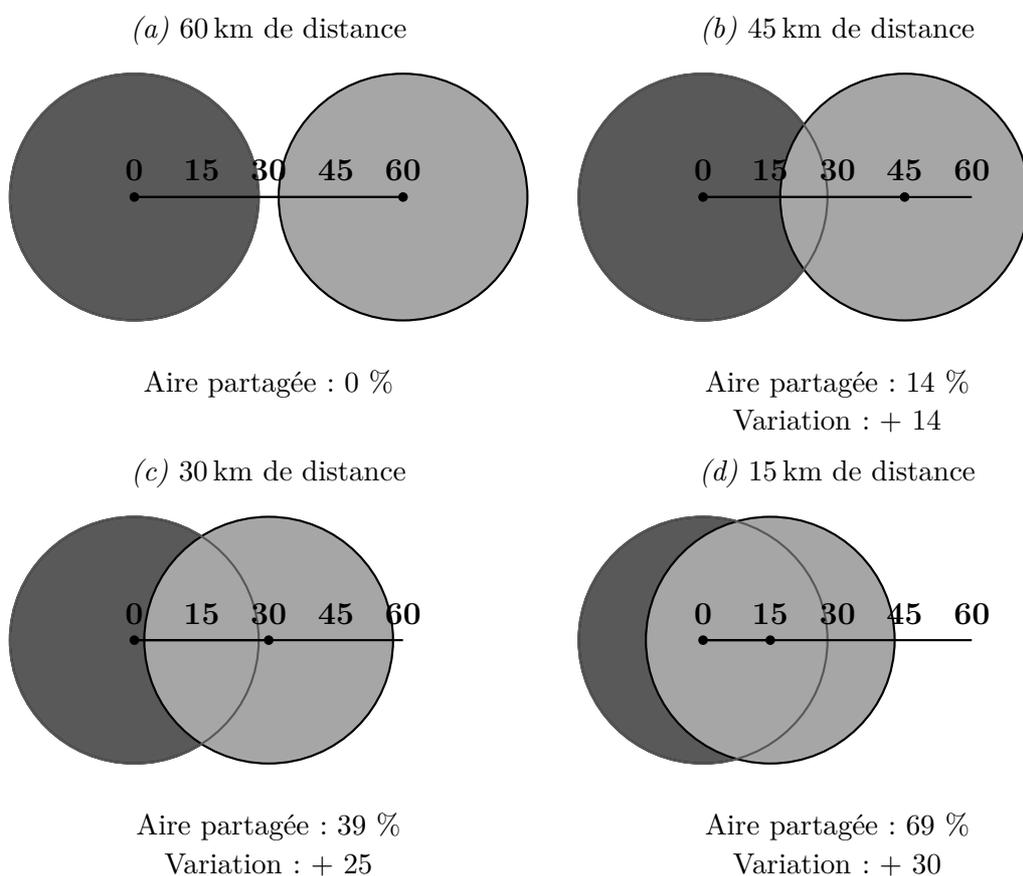 (a) 60 km de distance
0 15 30 45 60
Aire partagée : 0 %
(b) 45 km de distance
0 15 30 45 60
Aire partagée : 14 %
Variation : + 14
(c) 30 km de distance
0 15 30 45 60
Aire partagée : 39 %
Variation : + 25
(d) 15 km de distance
0 15 30 45 60
Aire partagée : 69 %
Variation : + 30